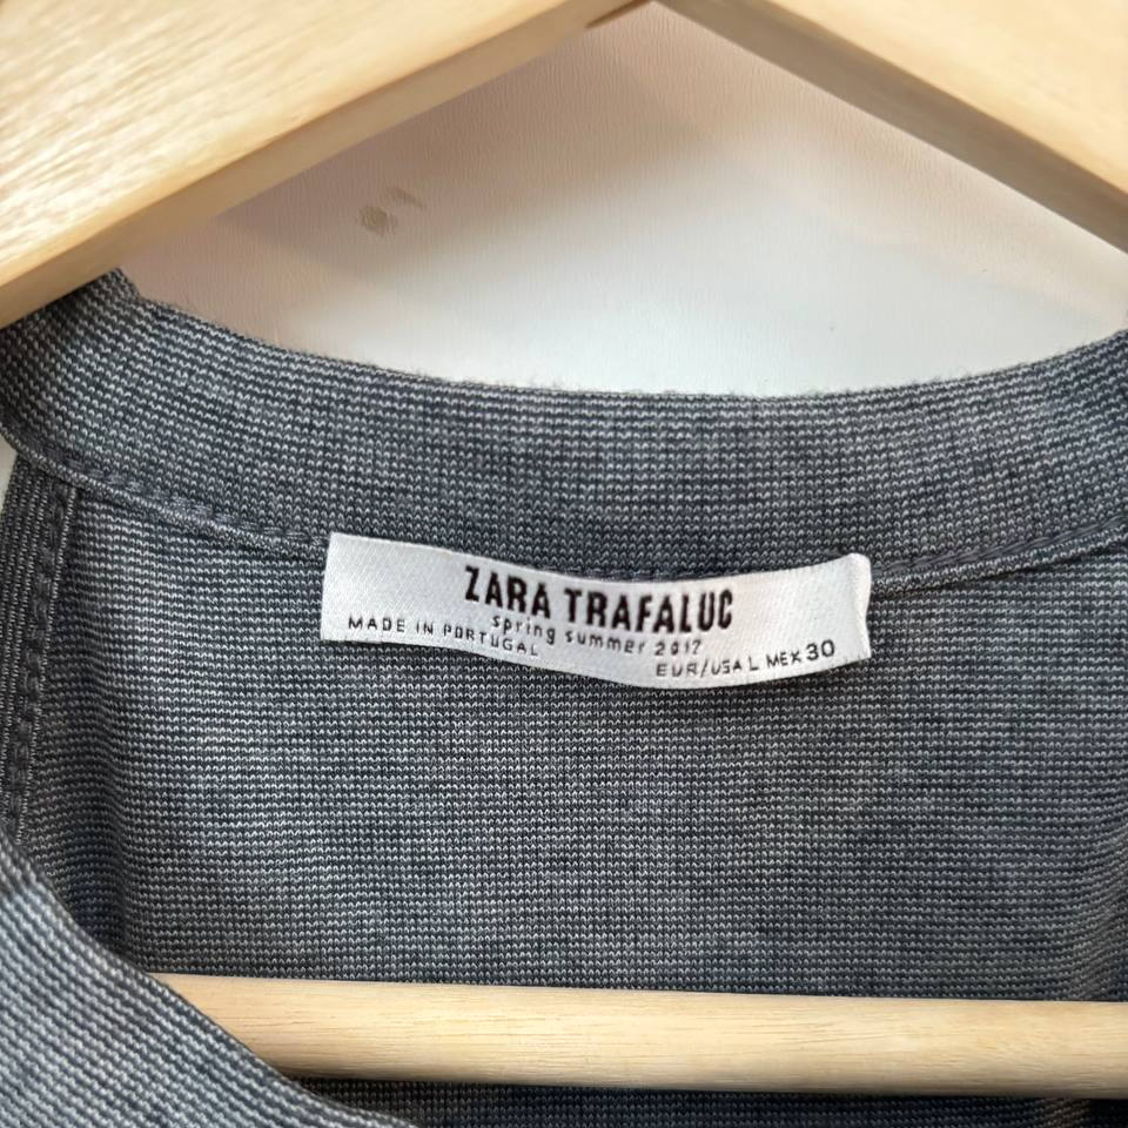 ZARA TRAFALUC
spring summer 2017
MADE IN PORTUGAL
EUR/USA L MEX 30